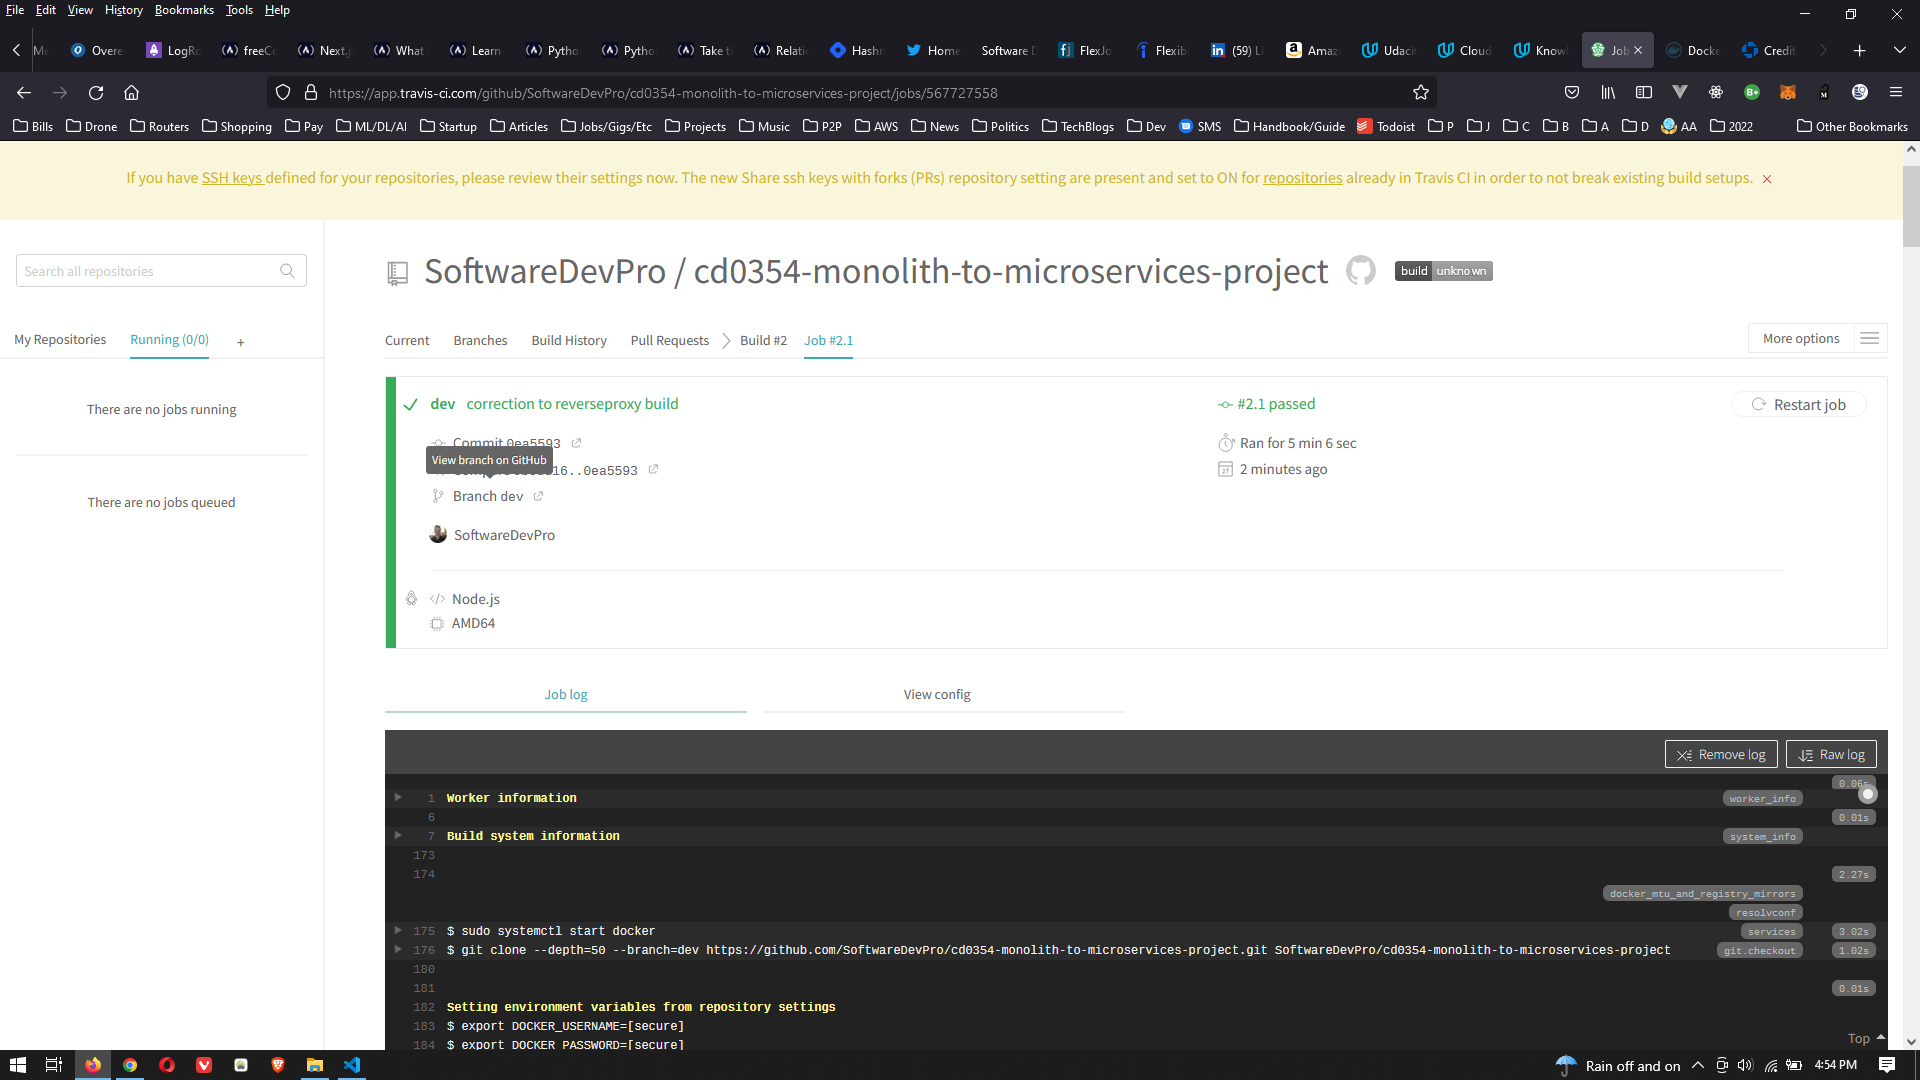 File Edit View History Bookmarks Tools Help
Overe LogRo freeCo Next.j What Learn Pytho Pytho Take t Relati Hashn Home Software D FlexJo Flexib (59) Li Amaz Udaci Cloud Know Job Docke Credit
https://app.travis-ci.com/github/SoftwareDevPro/cd0354-monolith-to-microservices-project/jobs/567727558
Bills Drone Routers Shopping Pay ML/DL/AI Startup Articles Jobs/Gigs/Etc Projects Music P2P AWS News Politics TechBlogs Dev SMS Handbook/Guide Todoist P J C B A D AA 2022 Other Bookmarks
If you have SSH keys defined for your repositories, please review their settings now. The new Share ssh keys with forks (PRs) repository setting are present and set to ON for repositories already in Travis CI in order to not break existing build setups.
Search all repositories
My Repositories Running (0/0) +
There are no jobs running
There are no jobs queued
SoftwareDevPro / cd0354-monolith-to-microservices-project build unknown
Current Branches Build History Pull Requests Build #2 Job #2.1
More options
dev correction to reverseproxy build
#2.1 passed
Restart job
Commit 0ea5593
Ran for 5 min 6 sec
View branch on GitHub
16..0ea5593
2 minutes ago
Branch dev
SoftwareDevPro
Node.js
AMD64
Job log View config
Remove log Raw log
0.06s
1 Worker information worker_info
6 0.01s
7 Build system information system_info
173
174 2.27s
docker_mtu_and_registry_mirrors
resolvconf
175 $ sudo systemctl start docker services 3.02s
176 $ git clone --depth=50 --branch=dev https://github.com/SoftwareDevPro/cd0354-monolith-to-microservices-project.git SoftwareDevPro/cd0354-monolith-to-microservices-project git.checkout 1.02s
180
181 0.01s
182 Setting environment variables from repository settings
183 $ export DOCKER_USERNAME=[secure]
184 $ export DOCKER_PASSWORD=[secure]
Top
Rain off and on 4:54 PM